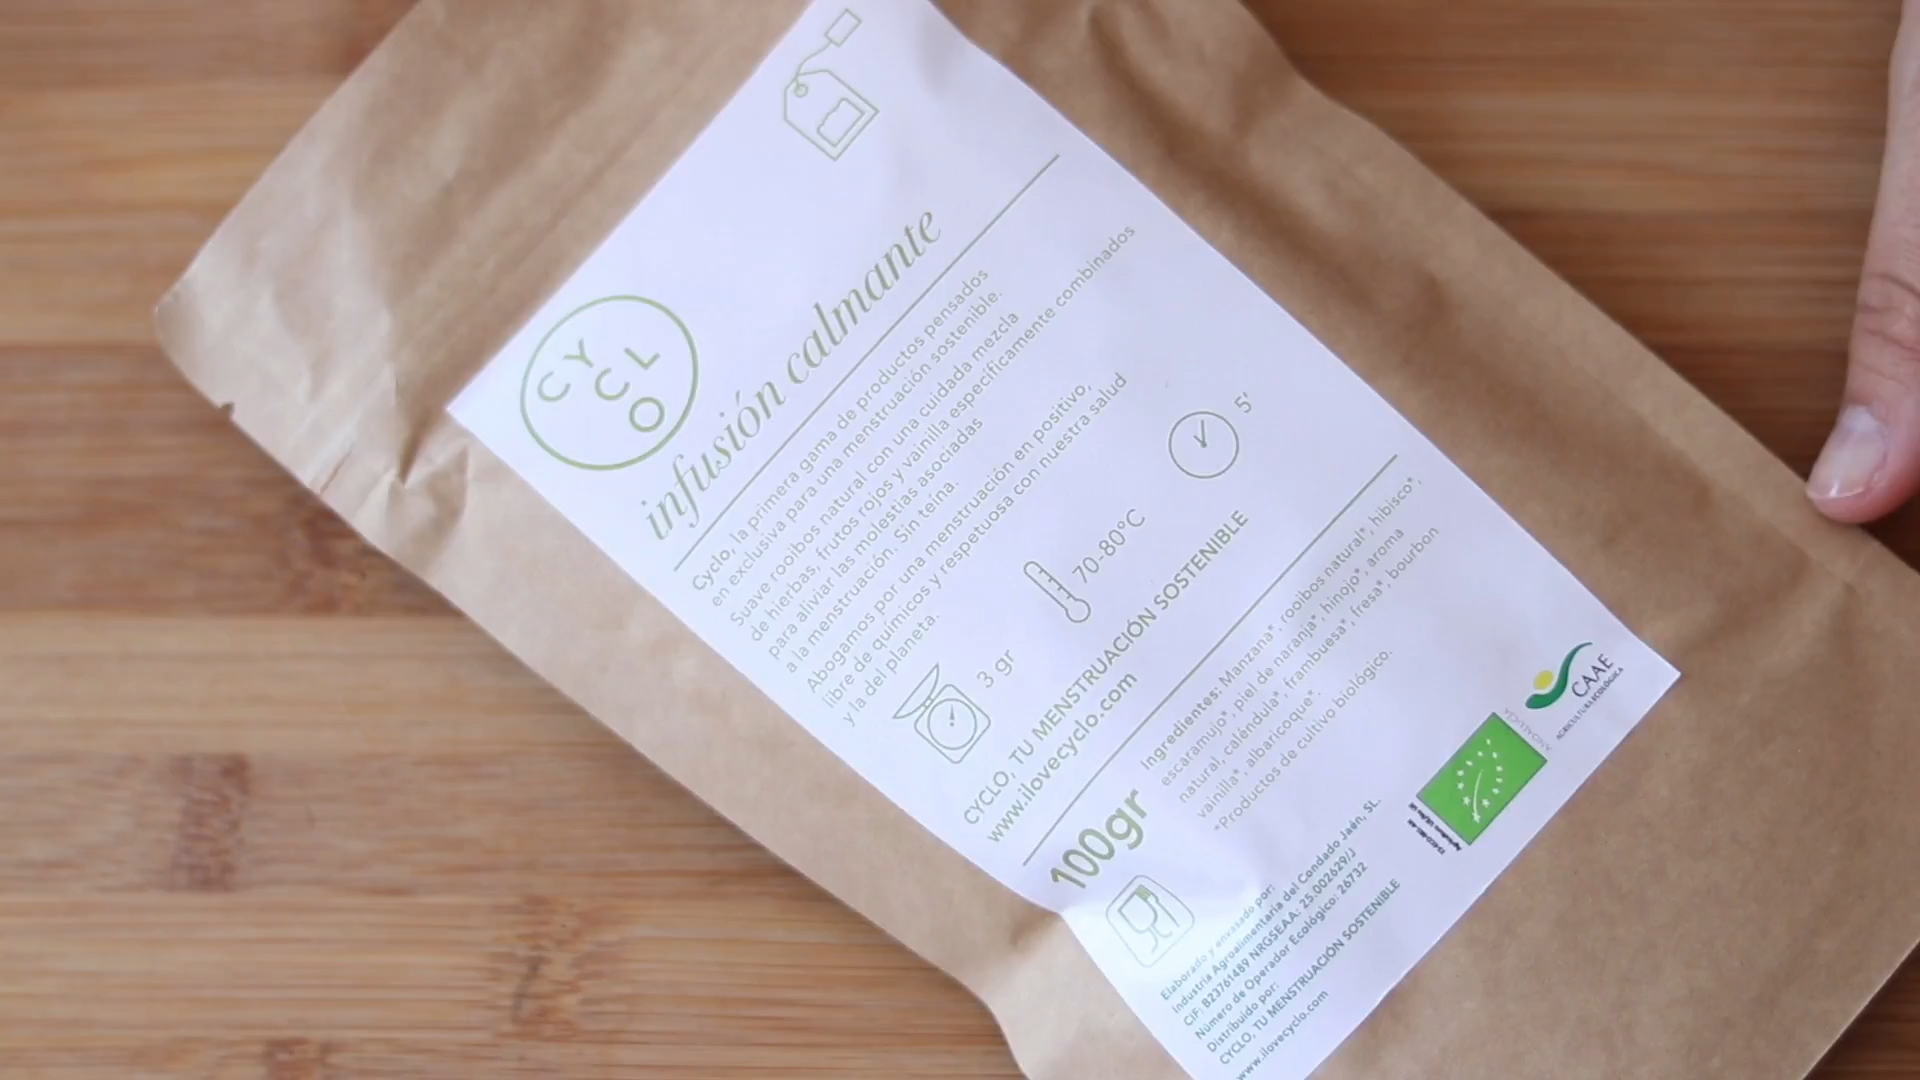 CYCLO
infusión calmante
Cyclo, la primera gama de productos pensados
en exclusiva para una menstruación sostenible.
Suave rooibos natural con una cuidada mezcla
de hierbas, frutos rojos y vainilla específicamente combinados
para aliviar las molestias asociadas
a la menstruación. Sin teína.
Abogamos por una menstruación en positivo,
libre de químicos y respetuosa con nuestra salud
y la del planeta.
3 gr
70-80°C
5'
CYCLO, TU MENSTRUACIÓN SOSTENIBLE
www.ilovecyclo.com
100gr
Ingredientes: Manzana*, rooibos natural*, hibisco*,
escaramujo*, piel de naranja*, hinojo*, aroma
natural, caléndula*, frambuesa*, fresa*, bourbon
vainilla*, albaricoque*.
*Productos de cultivo biológico.
Elaborado y envasado por:
Industria Agroalimentaria del Condado Jaén, SL.
CIF: B23761489 NRGSEAA: 25.002629/J
Número de Operador Ecológico: 26732
Distribuido por:
CYCLO, TU MENSTRUACIÓN SOSTENIBLE
www.ilovecyclo.com
CAAE
AGRICULTURA ECOLÓGICA
ANDALUCÍA